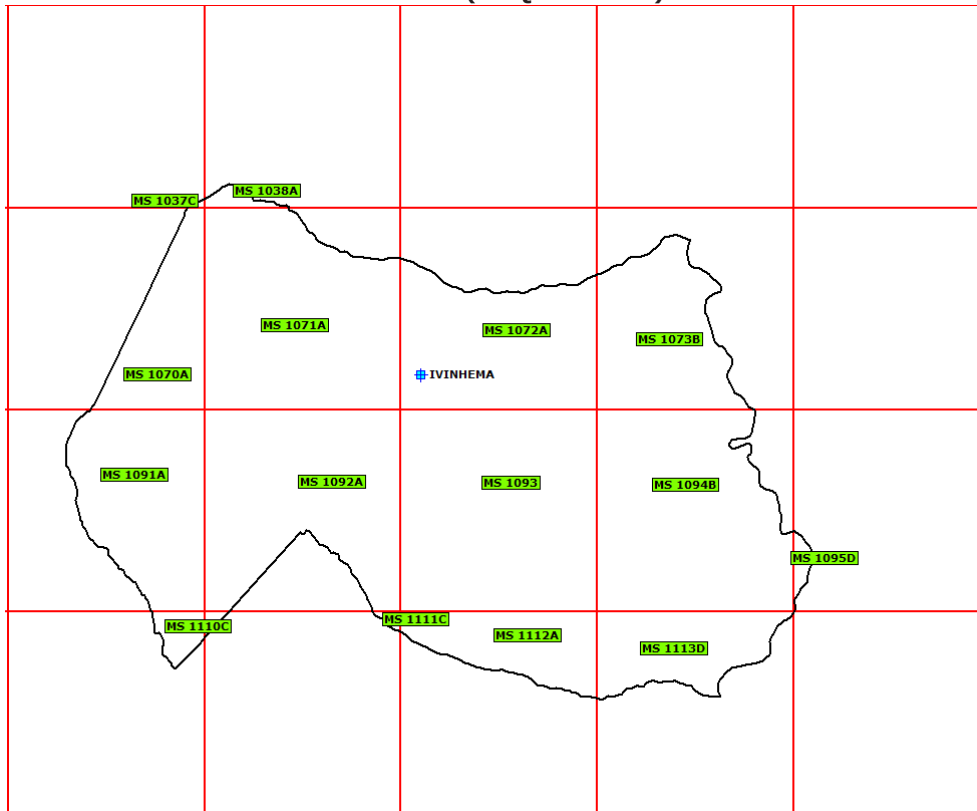 MS 1038A
MS 1037C
MS 1071A
MS 1072A
MS 1073B
MS 1070A
IVINHEMA
MS 1091A
MS 1092A
MS 1093
MS 1094B
MS 1095D
MS 1110C
MS 1111C
MS 1112A
MS 1113D